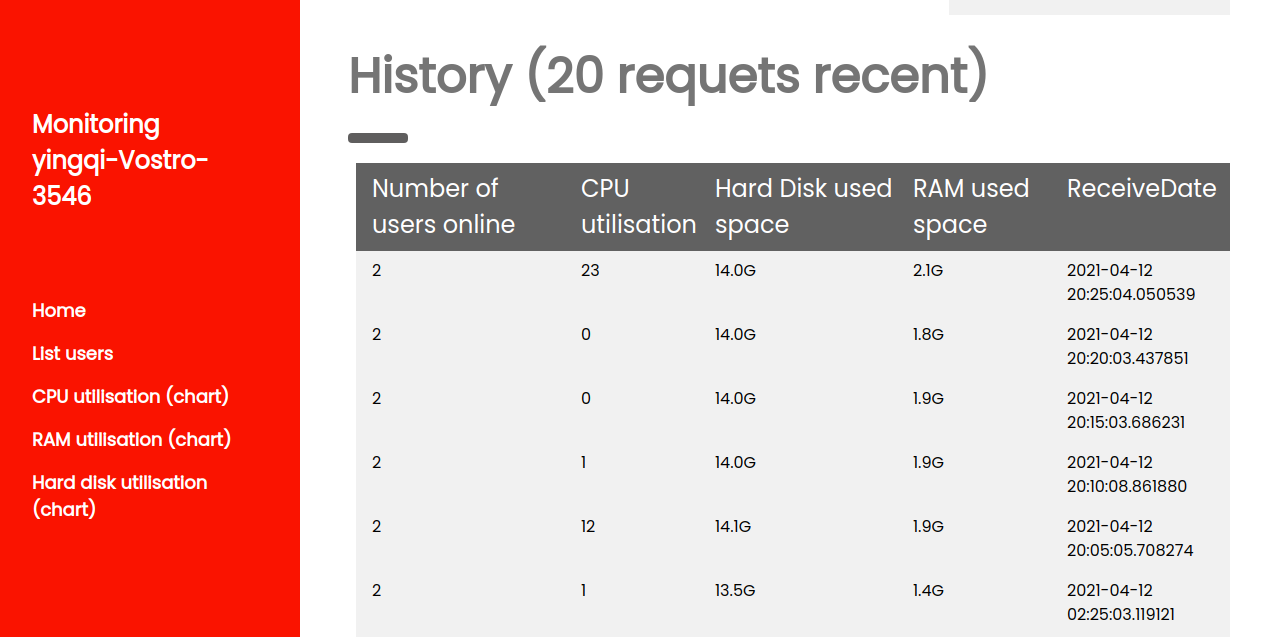 Monitoring
yingqi-Vostro-
3546
Home
List users
CPU utilisation (chart)
RAM utilisation (chart)
Hard disk utilisation
(chart)
History (20 requets recent)
Number of users online CPU utilisation Hard Disk used space RAM used space ReceiveDate
2 23 14.0G 2.1G 2021-04-12
20:25:04.050539
2 0 14.0G 1.8G 2021-04-12
20:20:03.437851
2 0 14.0G 1.9G 2021-04-12
20:15:03.686231
2 1 14.0G 1.9G 2021-04-12
20:10:08.861880
2 12 14.1G 1.9G 2021-04-12
20:05:05.708274
2 1 13.5G 1.4G 2021-04-12
02:25:03.119121